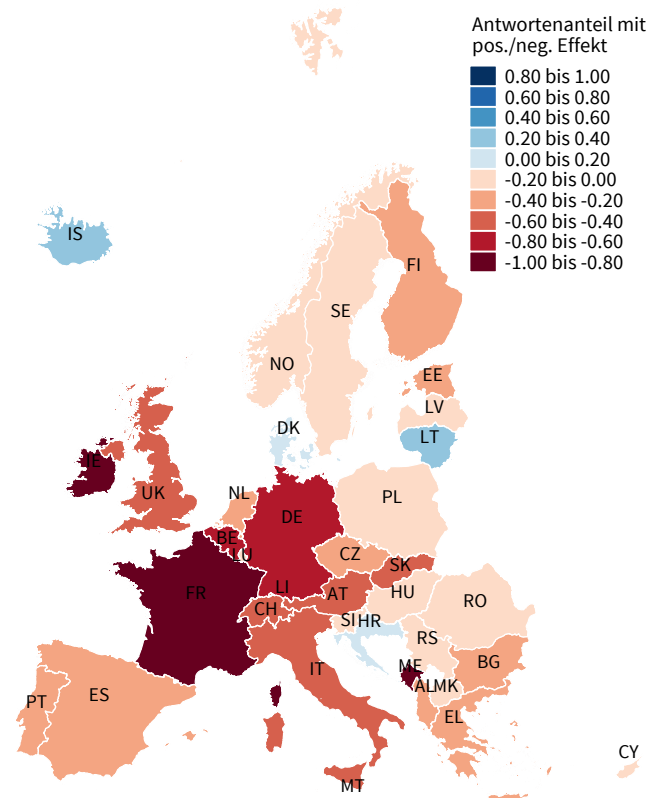 Antwortenanteil mit
pos./neg. Effekt
0.80 bis 1.00
0.60 bis 0.80
0.40 bis 0.60
0.20 bis 0.40
0.00 bis 0.20
-0.20 bis 0.00
-0.40 bis -0.20
-0.60 bis -0.40
-0.80 bis -0.60
-1.00 bis -0.80
IS
FI
SE
NO
EE
LV
DK
LT
IE
UK
NL
DE
PL
BE
LU
CZ
SK
FR
LI
AT
HU
CH
SI
HR
RO
RS
IT
ME
AL
MK
BG
PT
ES
EL
CY
MT